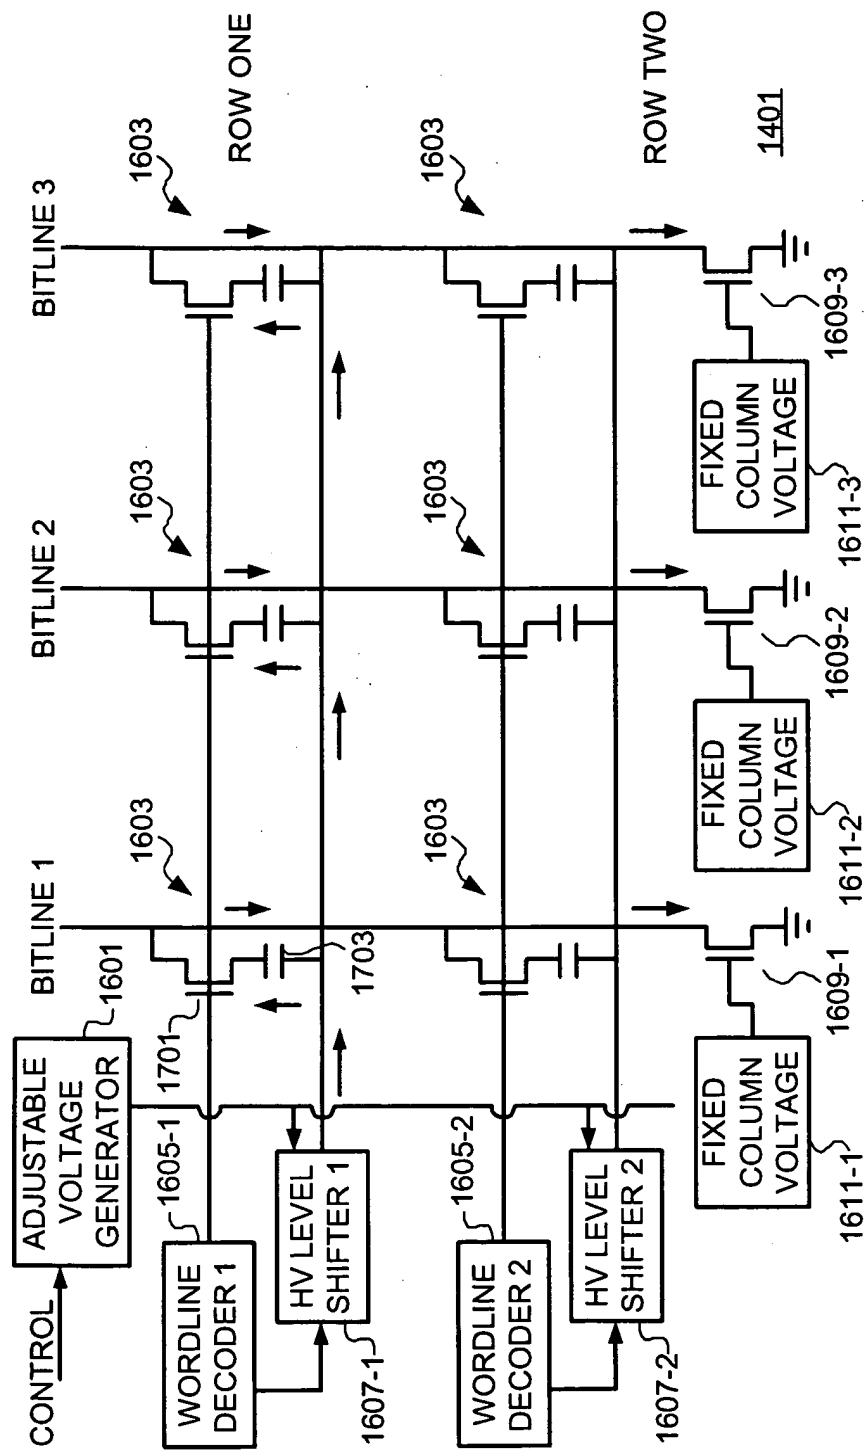 CONTROL
ADJUSTABLE
VOLTAGE
GENERATOR
1601
BITLINE 1
BITLINE 2
BITLINE 3
1701
1603
1603
1603
ROW ONE
WORDLINE
DECODER 1
1605-1
1703
HV LEVEL
SHIFTER 1
1607-1
1603
1603
1603
WORDLINE
DECODER 2
1605-2
HV LEVEL
SHIFTER 2
1607-2
ROW TWO
FIXED
COLUMN
VOLTAGE
1611-1
1609-1
FIXED
COLUMN
VOLTAGE
1611-2
1609-2
FIXED
COLUMN
VOLTAGE
1611-3
1609-3
1401